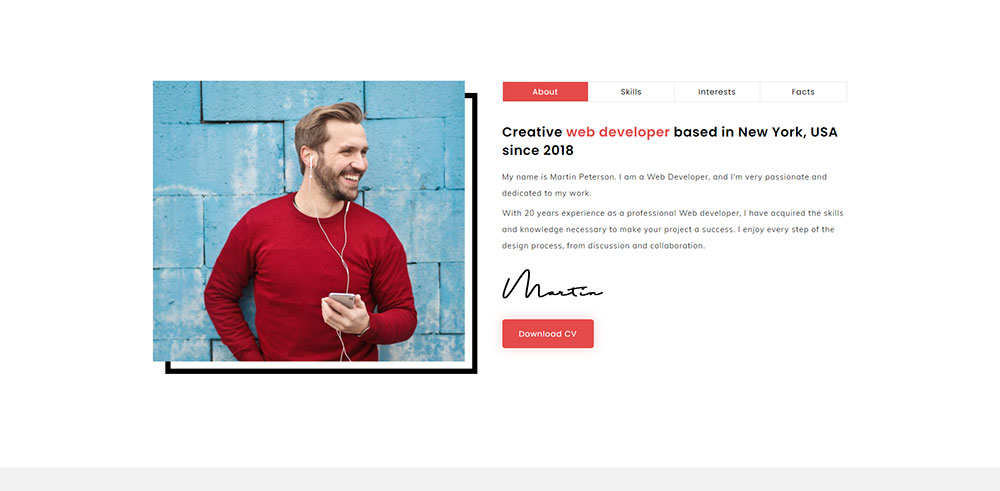 About Skills Interests Facts
Creative web developer based in New York, USA
since 2018
My name is Martin Peterson. I am a Web Developer, and I'm very passionate and
dedicated to my work.
With 20 years experience as a professional Web developer, I have acquired the skills
and knowledge necessary to make your project a success. I enjoy every step of the
design process, from discussion and collaboration.
Martin
Download CV